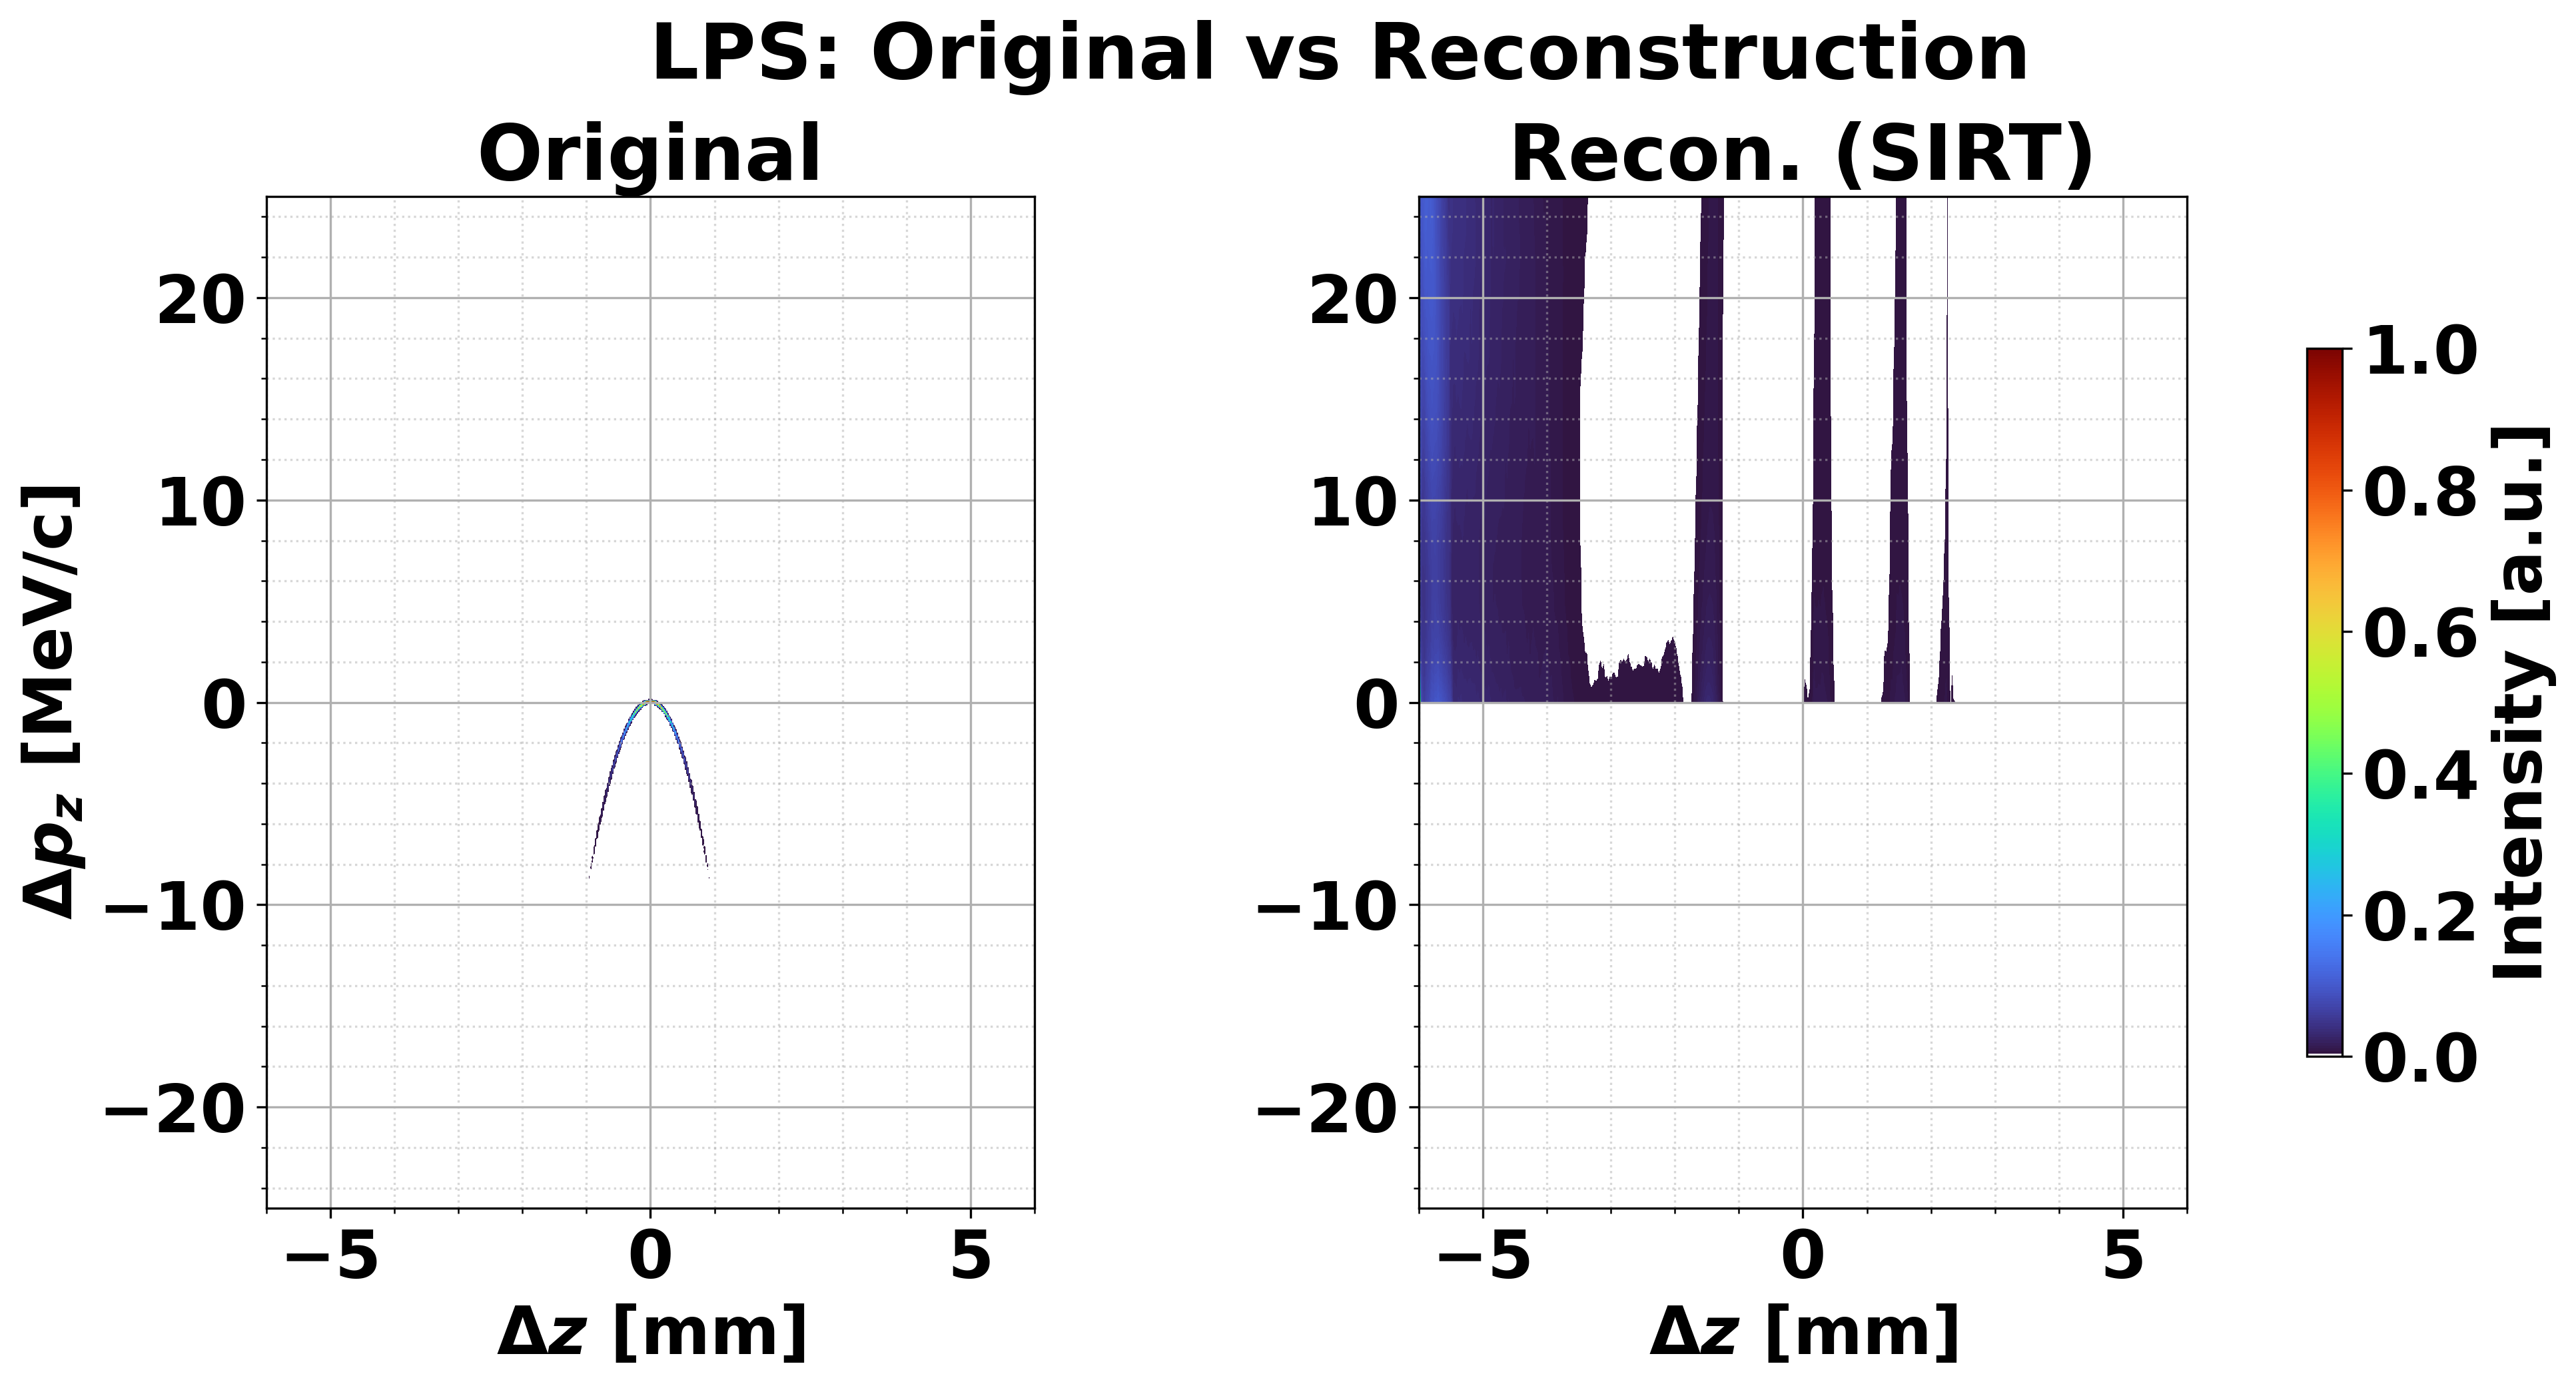 LPS: Original vs Reconstruction
Original
Recon. (SIRT)
20
10
0
−10
−20
Δp_z [MeV/c]
−5 0 5
Δz [mm]
20
10
0
−10
−20
−5 0 5
Δz [mm]
1.0
0.8
0.6
0.4
0.2
0.0
Intensity [a.u.]